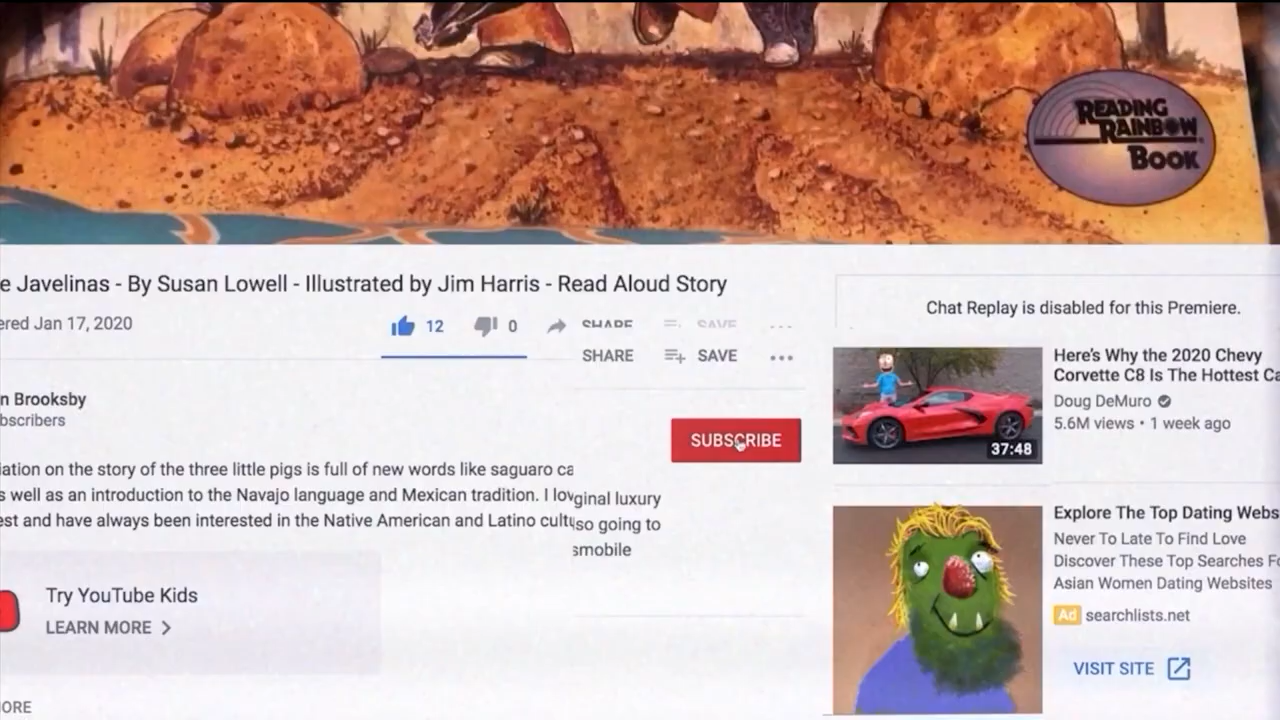 READING
RAINBOW
BOOK
e Javelinas - By Susan Lowell - Illustrated by Jim Harris - Read Aloud Story
ered Jan 17, 2020
12
0
SHARE
SAVE
SHARE
SAVE
n Brooksby
bscribers
SUBSCRIBE
iation on the story of the three little pigs is full of new words like saguaro ca
s well as an introduction to the Navajo language and Mexican tradition. I lov
est and have always been interested in the Native American and Latino cultu
ginal luxury
so going to
smobile
Try YouTube Kids
LEARN MORE
ORE
Chat Replay is disabled for this Premiere.
Here's Why the 2020 Chevy
Corvette C8 Is The Hottest Ca
Doug DeMuro
5.6M views • 1 week ago
37:48
Explore The Top Dating Webs
Never To Late To Find Love
Discover These Top Searches Fo
Asian Women Dating Websites
Ad searchlists.net
VISIT SITE